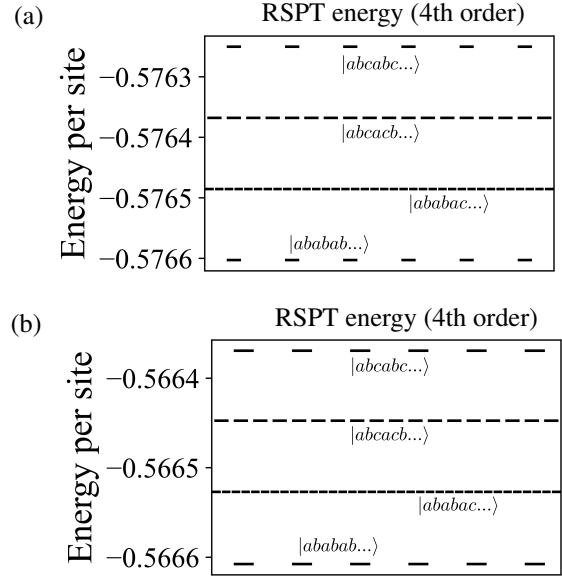 (a)
RSPT energy (4th order)
Energy per site
−0.5763
−0.5764
−0.5765
−0.5766
|abcabc...⟩
|abcacb...⟩
|ababac...⟩
|ababab...⟩
(b)
RSPT energy (4th order)
Energy per site
−0.5664
−0.5665
−0.5666
|abcabc...⟩
|abcacb...⟩
|ababac...⟩
|ababab...⟩